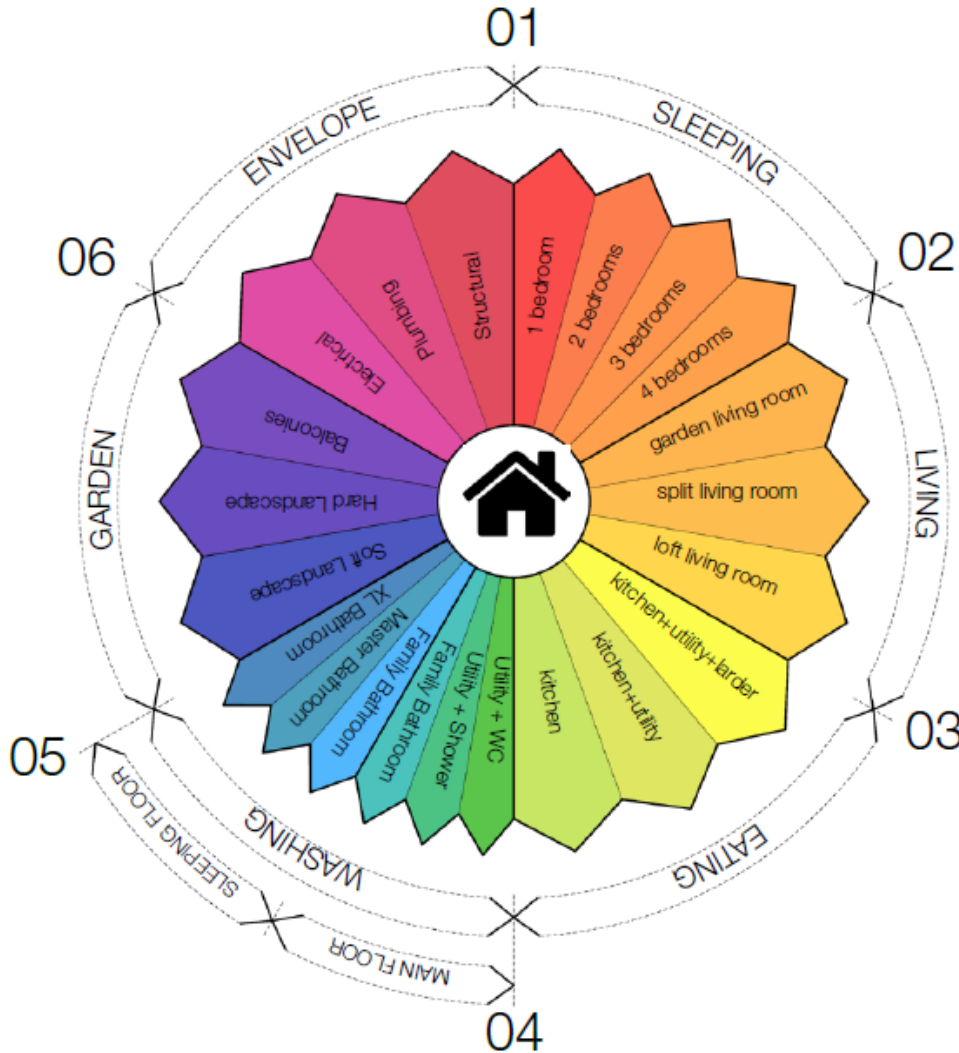 01
SLEEPING
1 bedroom
2 bedrooms
3 bedrooms
4 bedrooms
02
LIVING
garden living room
split living room
loft living room
03
EATING
kitchen+utility+larder
kitchen+utility
kitchen
04
WASHING
MAIN FLOOR
Utility + WC
Utility + Shower
Family Bathroom
SLEEPING FLOOR
Family Bathroom
Master Bathroom
XL Bathroom
05
GARDEN
Soft Landscape
Hard Landscape
Balconies
06
ENVELOPE
Electrical
Plumbing
Structural